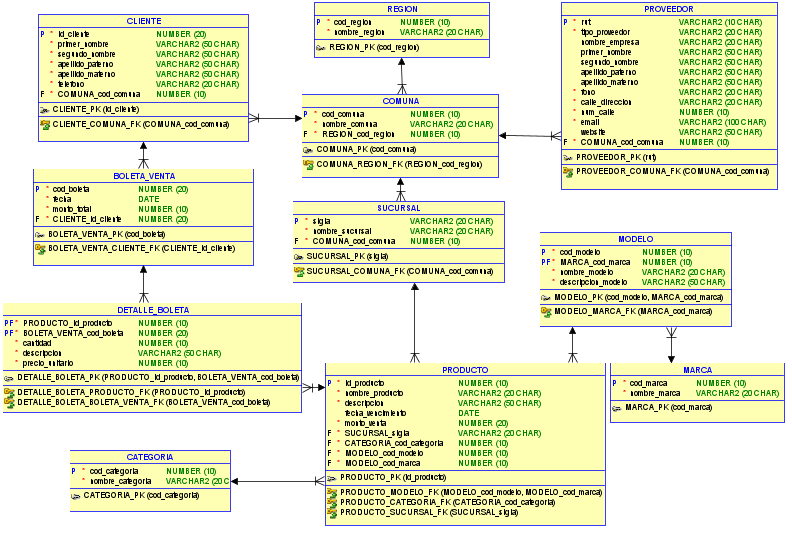 CLIENTE
P * id_cliente NUMBER (20)
* primer_nombre VARCHAR2 (50 CHAR)
* segundo_nombre VARCHAR2 (50 CHAR)
* apellido_paterno VARCHAR2 (50 CHAR)
* apellido_materno VARCHAR2 (50 CHAR)
* telefono VARCHAR2 (20 CHAR)
F * COMUNA_cod_comuna NUMBER (10)
CLIENTE_PK (id_cliente)
CLIENTE_COMUNA_FK (COMUNA_cod_comuna)
REGION
P * cod_region NUMBER (10)
* nombre_region VARCHAR2 (20 CHAR)
REGION_PK (cod_region)
PROVEEDOR
P * rut VARCHAR2 (10 CHAR)
* tipo_proveedor VARCHAR2 (20 CHAR)
nombre_empresa VARCHAR2 (20 CHAR)
primer_nombre VARCHAR2 (50 CHAR)
segundo_nombre VARCHAR2 (50 CHAR)
apellido_paterno VARCHAR2 (50 CHAR)
apellido_materno VARCHAR2 (50 CHAR)
* fono VARCHAR2 (20 CHAR)
* calle_direccion VARCHAR2 (20 CHAR)
* num_calle NUMBER (10)
* email VARCHAR2 (100 CHAR)
website VARCHAR2 (50 CHAR)
F * COMUNA_cod_comuna NUMBER (10)
PROVEEDOR_PK (rut)
PROVEEDOR_COMUNA_FK (COMUNA_cod_comuna)
COMUNA
P * cod_comuna NUMBER (10)
* nombre_comuna VARCHAR2 (20 CHAR)
F * REGION_cod_region NUMBER (10)
COMUNA_PK (cod_comuna)
COMUNA_REGION_FK (REGION_cod_region)
BOLETA_VENTA
P * cod_boleta NUMBER (20)
* fecha DATE
* monto_total NUMBER (10)
F * CLIENTE_id_cliente NUMBER (20)
BOLETA_VENTA_PK (cod_boleta)
BOLETA_VENTA_CLIENTE_FK (CLIENTE_id_cliente)
SUCURSAL
P * sigla VARCHAR2 (20 CHAR)
* nombre_sucursal VARCHAR2 (20 CHAR)
F * COMUNA_cod_comuna NUMBER (10)
SUCURSAL_PK (sigla)
SUCURSAL_COMUNA_FK (COMUNA_cod_comuna)
MODELO
P * cod_modelo NUMBER (10)
PF * MARCA_cod_marca NUMBER (10)
* nombre_modelo VARCHAR2 (20 CHAR)
* descripcion_modelo VARCHAR2 (50 CHAR)
MODELO_PK (cod_modelo, MARCA_cod_marca)
MODELO_MARCA_FK (MARCA_cod_marca)
DETALLE_BOLETA
PF * PRODUCTO_id_producto NUMBER (10)
PF * BOLETA_VENTA_cod_boleta NUMBER (20)
* cantidad NUMBER (10)
* descripcion VARCHAR2 (50 CHAR)
* precio_unitario NUMBER (10)
DETALLE_BOLETA_PK (PRODUCTO_id_producto, BOLETA_VENTA_cod_boleta)
DETALLE_BOLETA_PRODUCTO_FK (PRODUCTO_id_producto)
DETALLE_BOLETA_BOLETA_VENTA_FK (BOLETA_VENTA_cod_boleta)
PRODUCTO
P * id_producto NUMBER (10)
* nombre_producto VARCHAR2 (20 CHAR)
* descripcion VARCHAR2 (50 CHAR)
fecha_vencimiento DATE
* monto_venta NUMBER (20)
F * SUCURSAL_sigla VARCHAR2 (20 CHAR)
F * CATEGORIA_cod_categoria NUMBER (10)
F * MODELO_cod_modelo NUMBER (10)
F * MODELO_cod_marca NUMBER (10)
PRODUCTO_PK (id_producto)
PRODUCTO_MODELO_FK (MODELO_cod_modelo, MODELO_cod_marca)
PRODUCTO_CATEGORIA_FK (CATEGORIA_cod_categoria)
PRODUCTO_SUCURSAL_FK (SUCURSAL_sigla)
MARCA
P * cod_marca NUMBER (10)
* nombre_marca VARCHAR2 (20 CHAR)
MARCA_PK (cod_marca)
CATEGORIA
P * cod_categoria NUMBER (10)
* nombre_categoria VARCHAR2 (20 C
CATEGORIA_PK (cod_categoria)